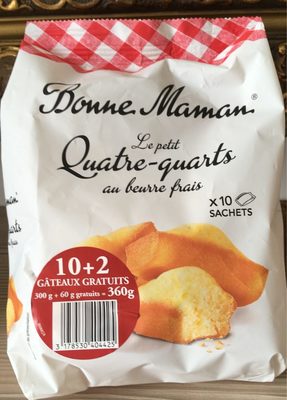 Bonne Maman®
Le petit
Quatre-quarts
au beurre frais
x10
SACHETS
10+2
GÂTEAUX GRATUITS
300 g + 60 g gratuits = 360g
3 178530 404425